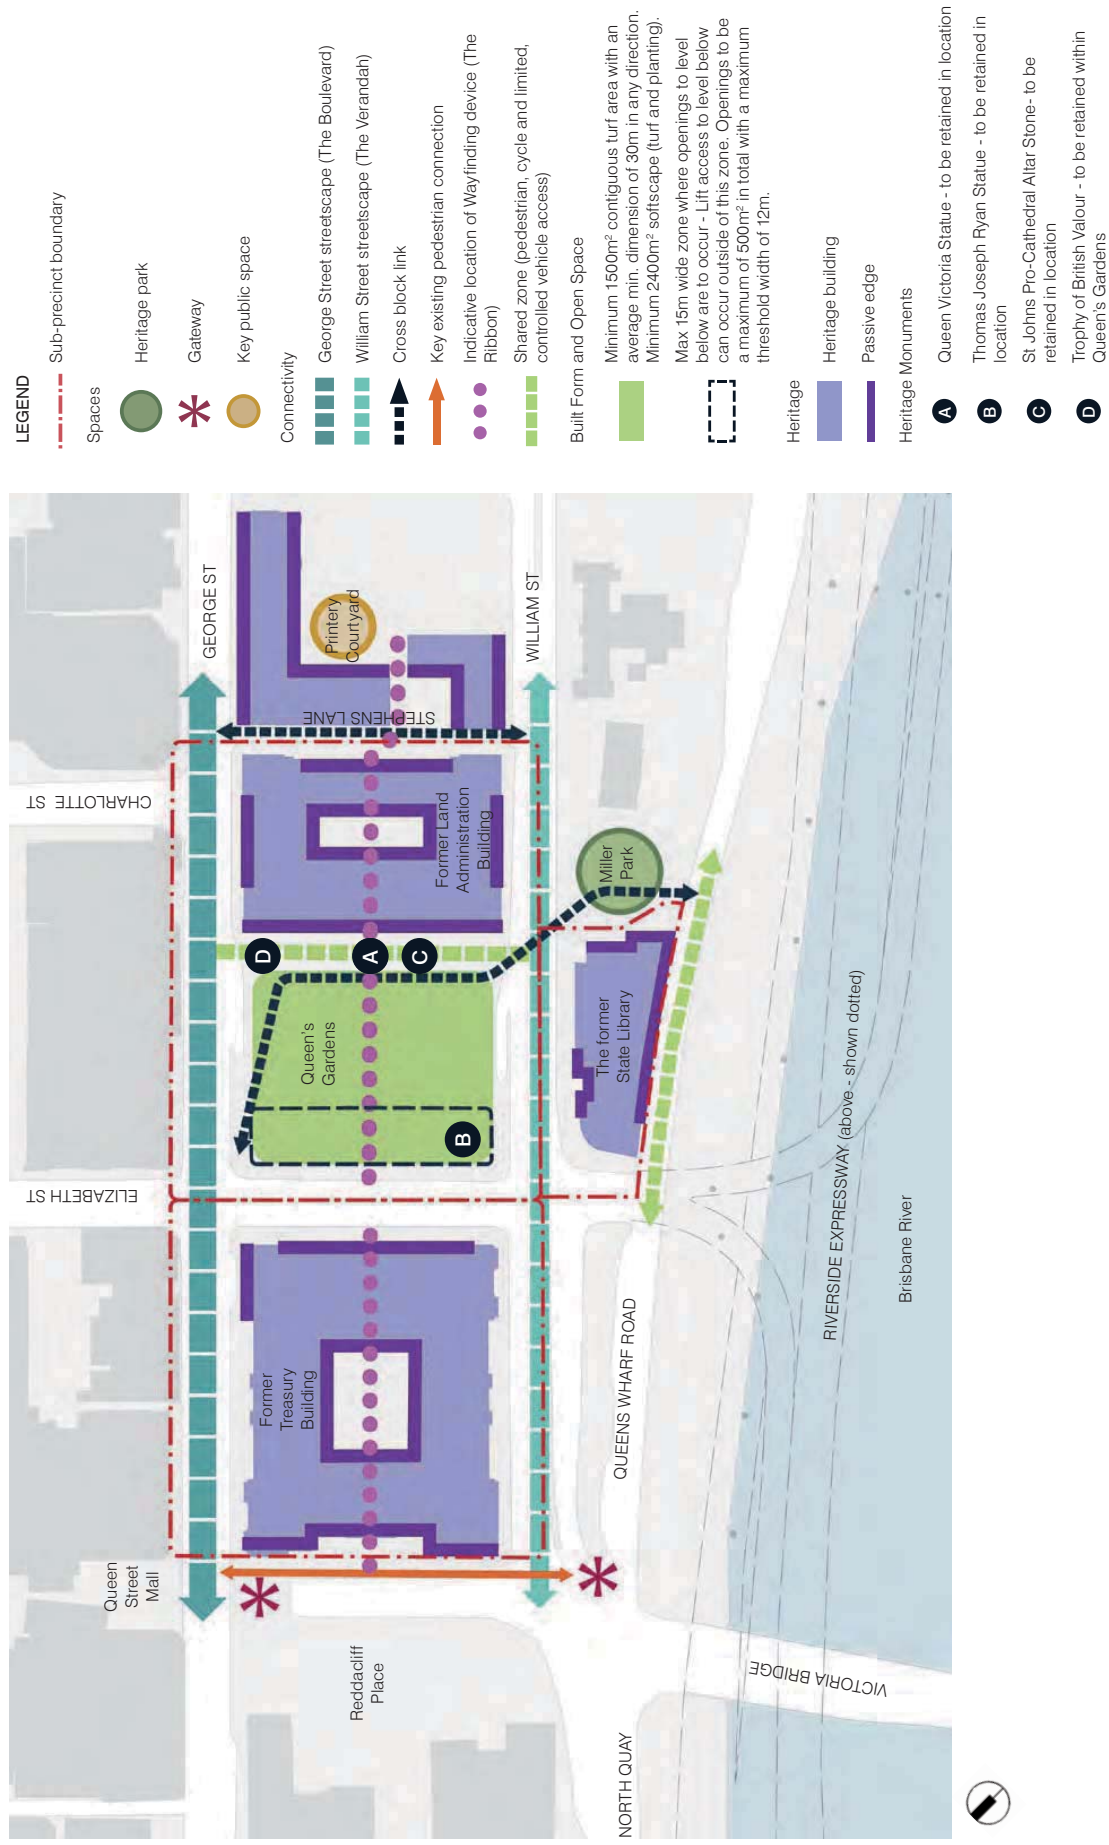 LEGEND
Sub-precinct boundary
Spaces
Heritage park
Gateway
Key public space
Connectivity
George Street streetscape (The Boulevard)
William Street streetscape (The Verandah)
Cross block link
Key existing pedestrian connection
Indicative location of Wayfinding device (The
Ribbon)
Shared zone (pedestrian, cycle and limited,
controlled vehicle access)
Built Form and Open Space
Minimum 1500m² contiguous turf area with an
average min. dimension of 30m in any direction.
Minimum 2400m² softscape (turf and planting).
Max 15m wide zone where openings to level
below are to occur - Lift access to level below
can occur outside of this zone. Openings to be
a maximum of 500m² in total with a maximum
threshold width of 12m.
Heritage
Heritage building
Passive edge
Heritage Monuments
A
Queen Victoria Statue - to be retained in location
B
Thomas Joseph Ryan Statue - to be retained in
location
C
St Johns Pro-Cathedral Altar Stone- to be
retained in location
D
Trophy of British Valour - to be retained within
Queen's Gardens
Queen
Street
Mall
ELIZABETH ST
CHARLOTTE ST
GEORGE ST
Reddacliff
Place
Former
Treasury
Building
Queen's
Gardens
D
A
C
B
Former Land
Administration
Building
STEPHENS LANE
Printery
Courtyard
WILLIAM ST
NORTH QUAY
QUEENS WHARF ROAD
The former
State Library
Miller
Park
VICTORIA BRIDGE
RIVERSIDE EXPRESSWAY (above - shown dotted)
Brisbane River